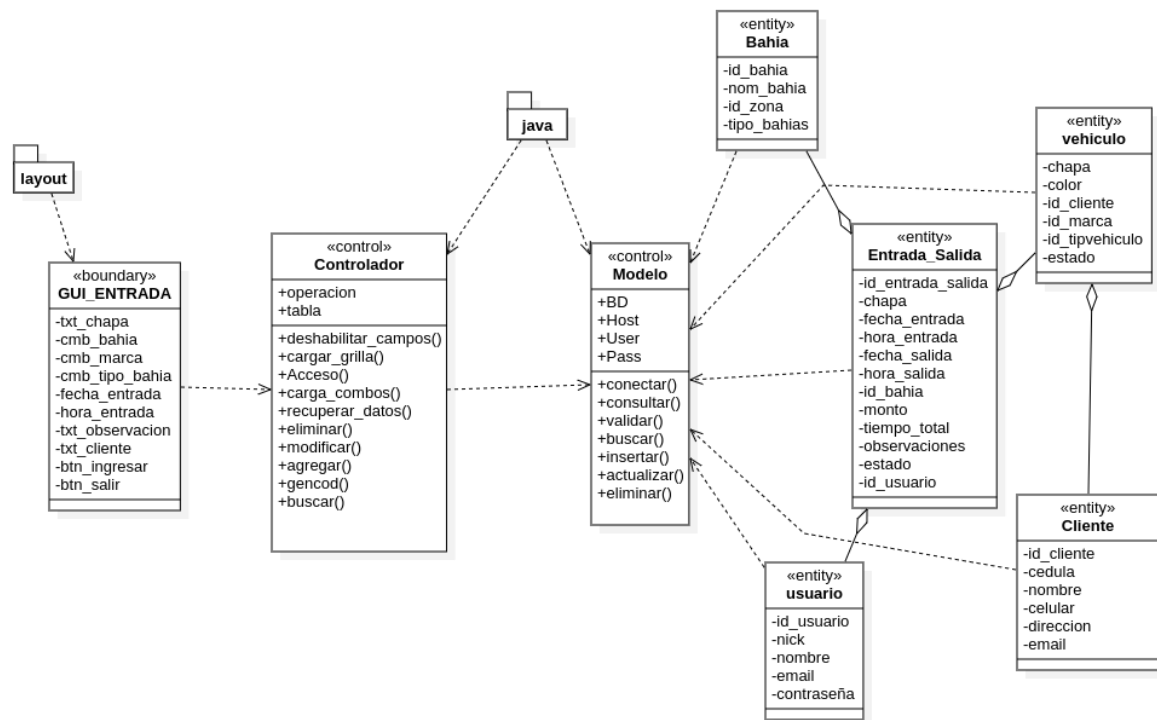 layout
«boundary»
GUI_ENTRADA
-txt_chapa
-cmb_bahia
-cmb_marca
-cmb_tipo_bahia
-fecha_entrada
-hora_entrada
-txt_observacion
-txt_cliente
-btn_ingresar
-btn_salir
java
«control»
Controlador
+operacion
+tabla
+deshabilitar_campos()
+cargar_grilla()
+Acceso()
+carga_combos()
+recuperar_datos()
+eliminar()
+modificar()
+agregar()
+gencod()
+buscar()
«control»
Modelo
+BD
+Host
+User
+Pass
+conectar()
+consultar()
+validar()
+buscar()
+insertar()
+actualizar()
+eliminar()
«entity»
Bahia
-id_bahia
-nom_bahia
-id_zona
-tipo_bahias
«entity»
vehiculo
-chapa
-color
-id_cliente
-id_marca
-id_tipvehiculo
-estado
«entity»
Entrada_Salida
-id_entrada_salida
-chapa
-fecha_entrada
-hora_entrada
-fecha_salida
-hora_salida
-id_bahia
-monto
-tiempo_total
-observaciones
-estado
-id_usuario
«entity»
usuario
-id_usuario
-nick
-nombre
-email
-contraseña
«entity»
Cliente
-id_cliente
-cedula
-nombre
-celular
-direccion
-email